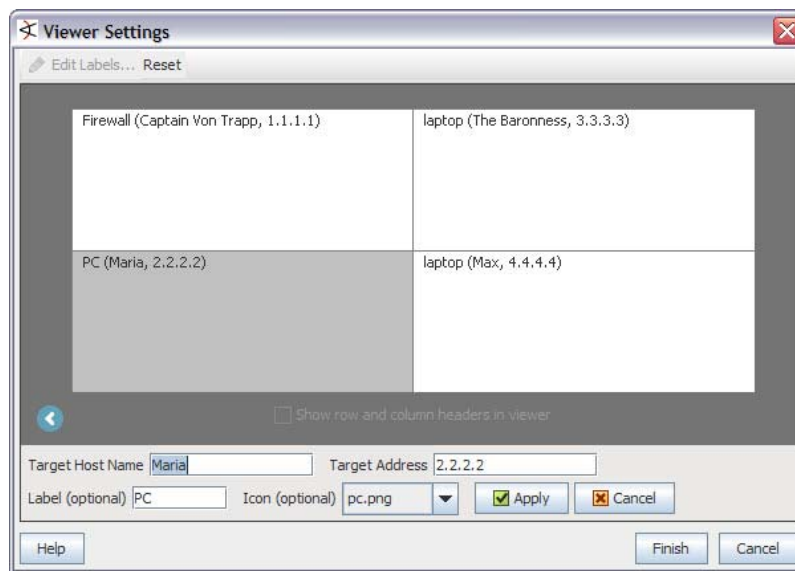 Viewer Settings
Edit Labels... Reset
Firewall (Captain Von Trapp, 1.1.1.1) laptop (The Baronness, 3.3.3.3)
PC (Maria, 2.2.2.2) laptop (Max, 4.4.4.4)
Show row and column headers in viewer
Target Host Name Maria Target Address 2.2.2.2
Label (optional) PC Icon (optional) pc.png Apply Cancel
Help Finish Cancel